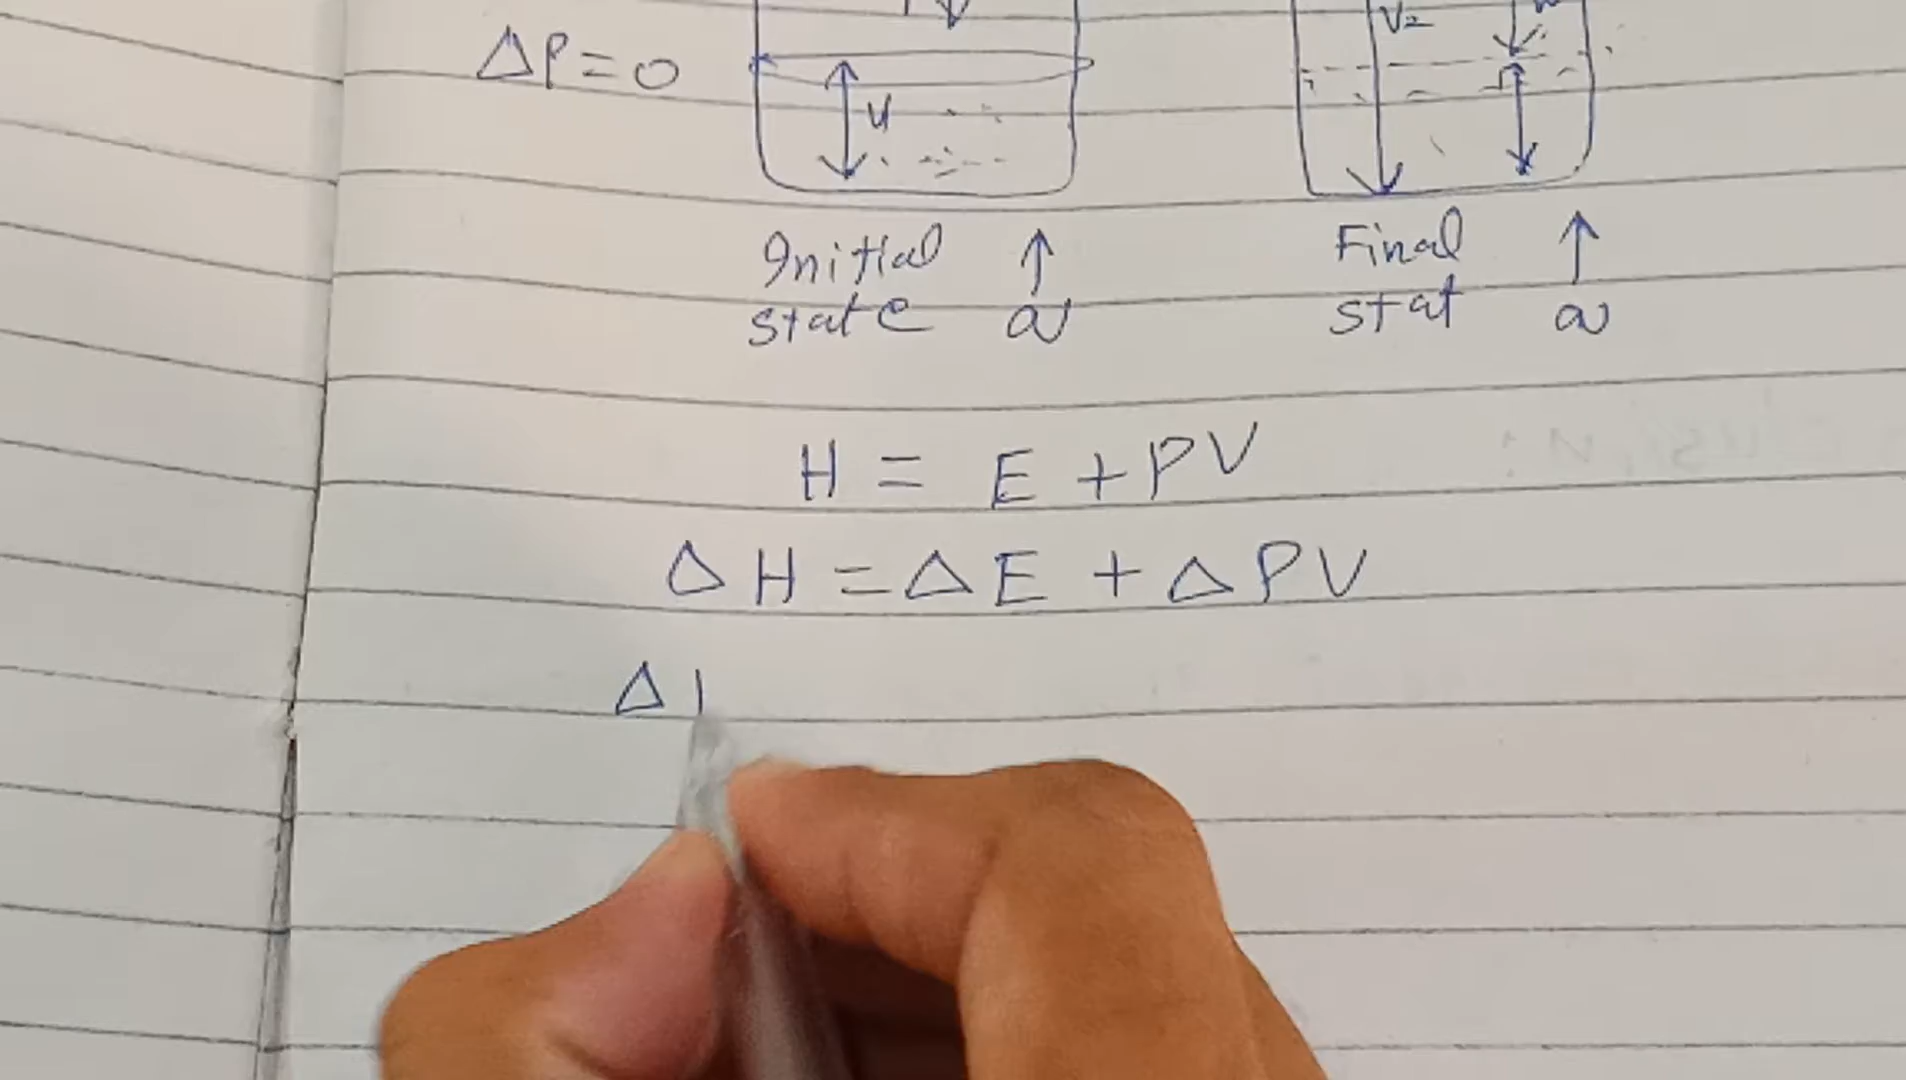 V2
ΔP = 0
Initial
state
Final
stat
H = E + PV
ΔH = ΔE + ΔPV
Δ